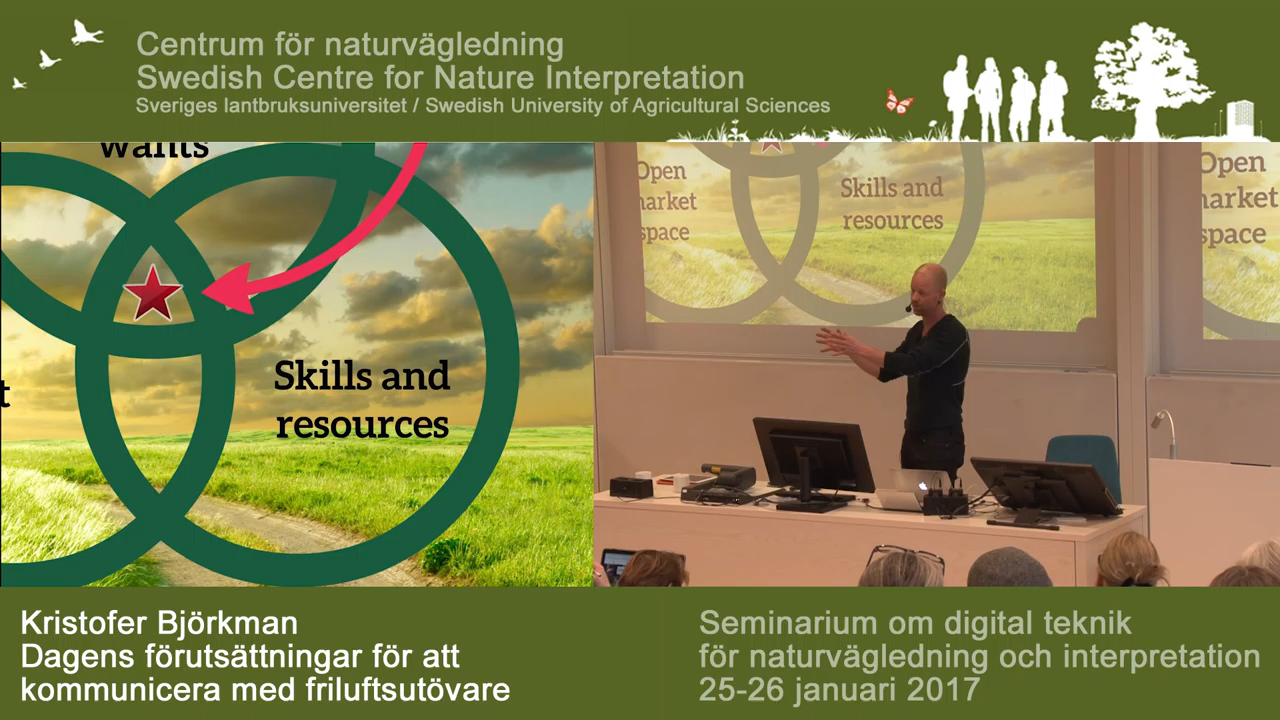 Centrum för naturvägledning
Swedish Centre for Nature Interpretation
Sveriges lantbruksuniversitet / Swedish University of Agricultural Sciences
wants
Skills and
resources
t
Open
market
space
Skills and
resources
Open
market
space
Kristofer Björkman
Dagens förutsättningar för att
kommunicera med friluftsutövare
Seminarium om digital teknik
för naturvägledning och interpretation
25-26 januari 2017